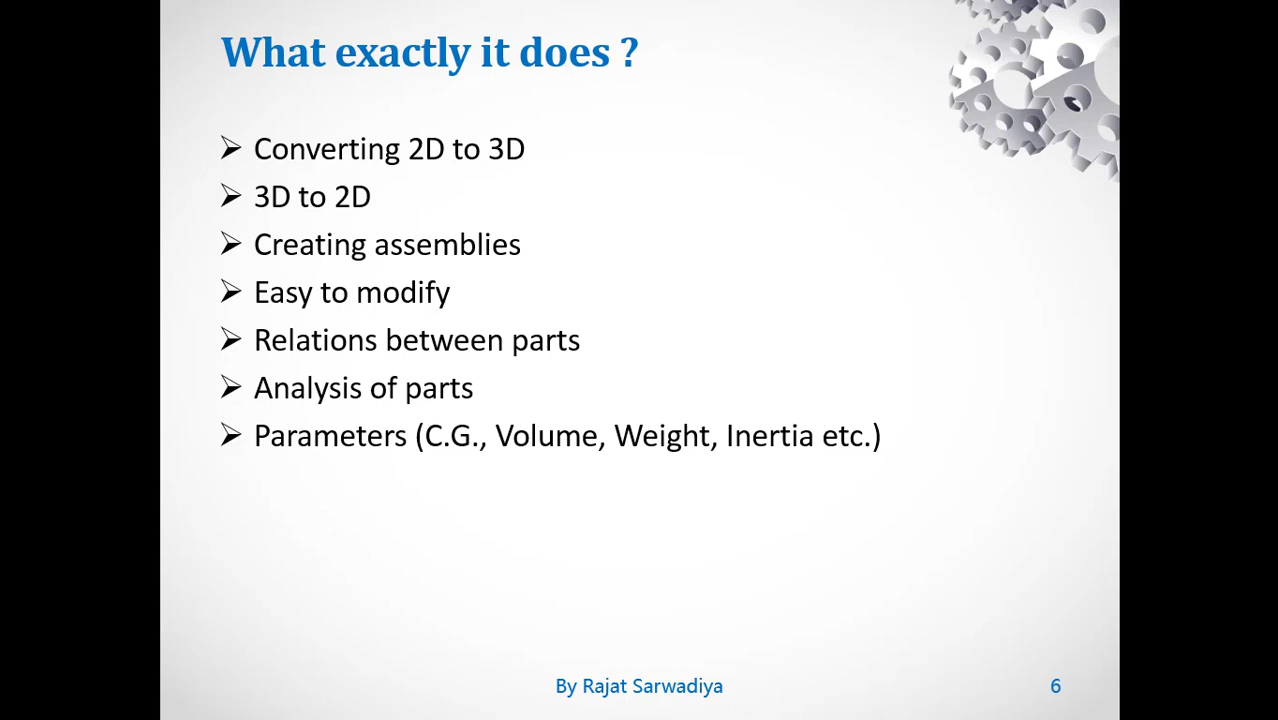 What exactly it does ?
Converting 2D to 3D
3D to 2D
Creating assemblies
Easy to modify
Relations between parts
Analysis of parts
Parameters (C.G., Volume, Weight, Inertia etc.)
By Rajat Sarwadiya
6